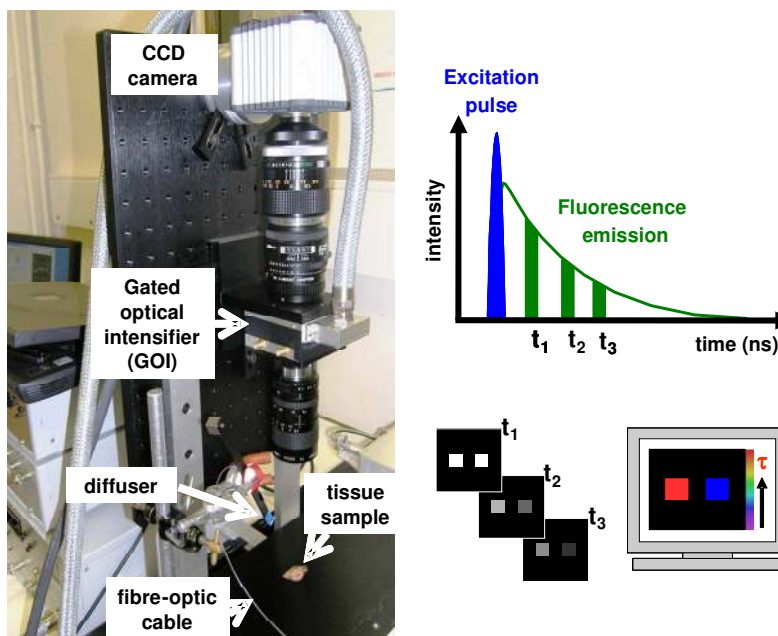 CCD
camera
Gated
optical
intensifier
(GOI)
diffuser
tissue
sample
fibre-optic
cable
Excitation
pulse
intensity
Fluorescence
emission
t1
t2
t3
time (ns)
t1
t2
t3
τ